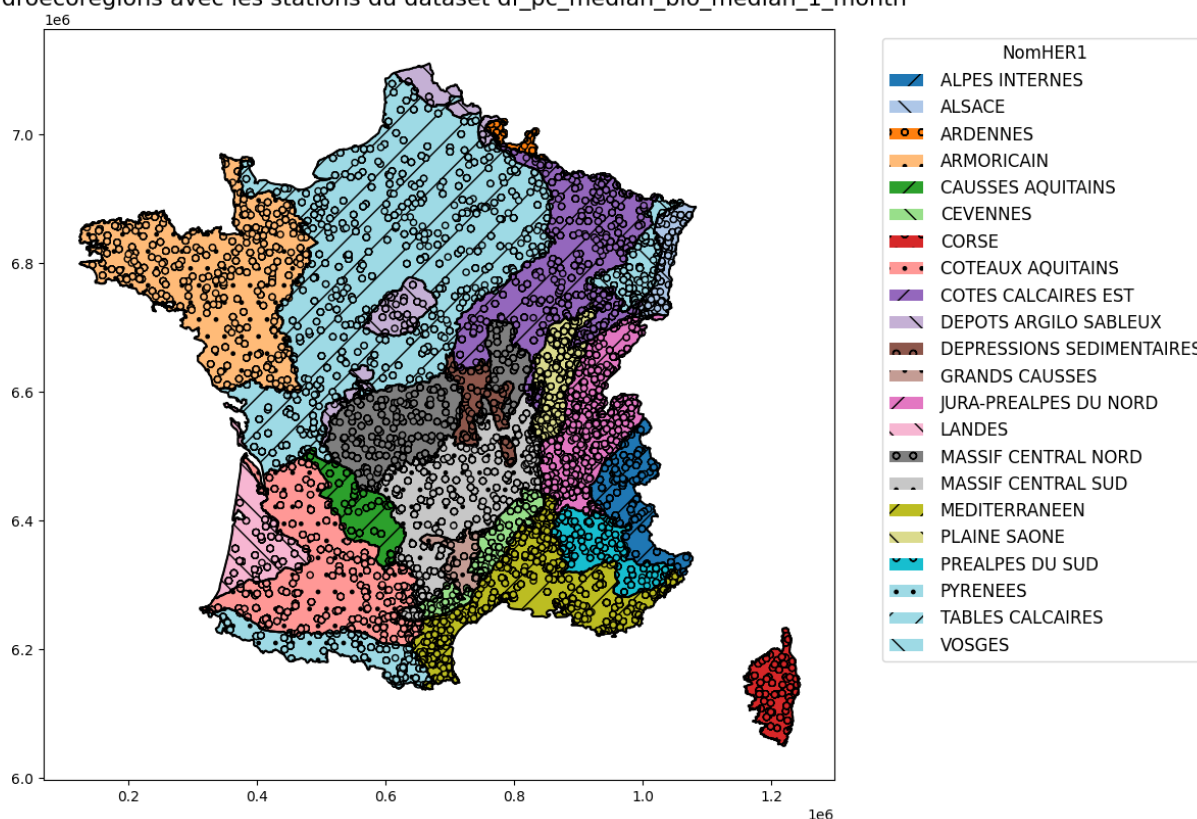 droecoregions avec les stations du dataset df_pc_median_bio_median_1_month
1e6
7.0
6.8
6.6
6.4
6.2
6.0
0.2 0.4 0.6 0.8 1.0 1.2
1e6
NomHER1
ALPES INTERNES
ALSACE
ARDENNES
ARMORICAIN
CAUSSES AQUITAINS
CEVENNES
CORSE
COTEAUX AQUITAINS
COTES CALCAIRES EST
DEPOTS ARGILO SABLEUX
DEPRESSIONS SEDIMENTAIRES
GRANDS CAUSSES
JURA-PREALPES DU NORD
LANDES
MASSIF CENTRAL NORD
MASSIF CENTRAL SUD
MEDITERRANEEN
PLAINE SAONE
PREALPES DU SUD
PYRENEES
TABLES CALCAIRES
VOSGES